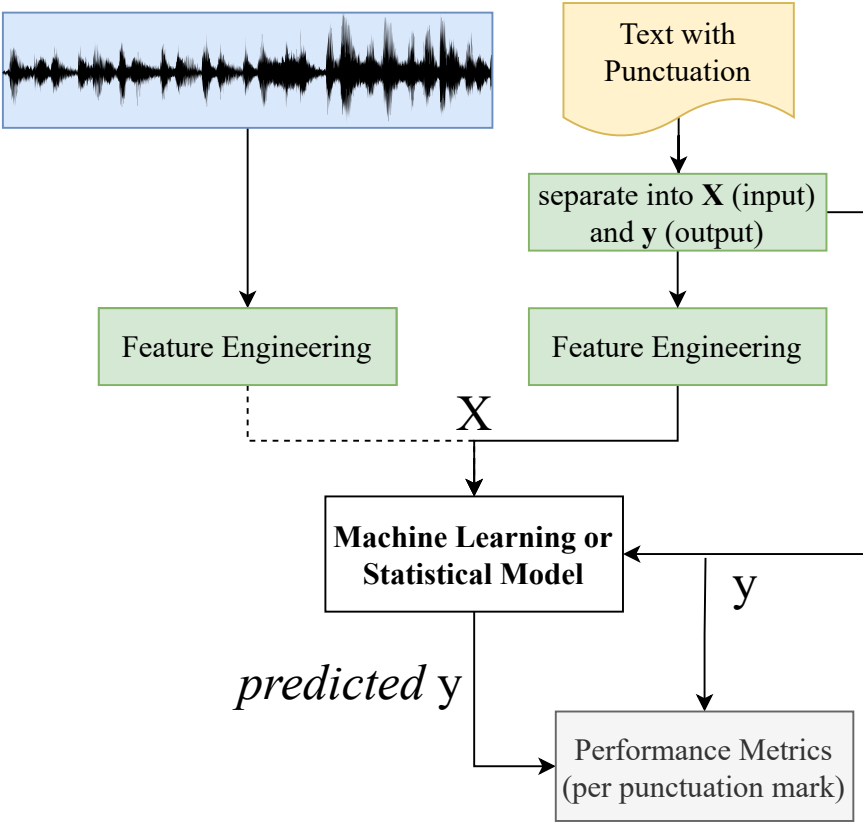 Text with
Punctuation
separate into X (input)
and y (output)
Feature Engineering
Feature Engineering
X
Machine Learning or
Statistical Model
y
predicted y
Performance Metrics
(per punctuation mark)